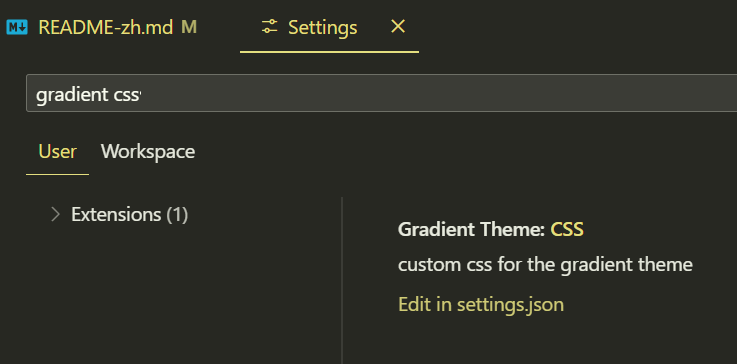 README-zh.md M
Settings
gradient css
User Workspace
Extensions (1)
Gradient Theme: CSS
custom css for the gradient theme
Edit in settings.json